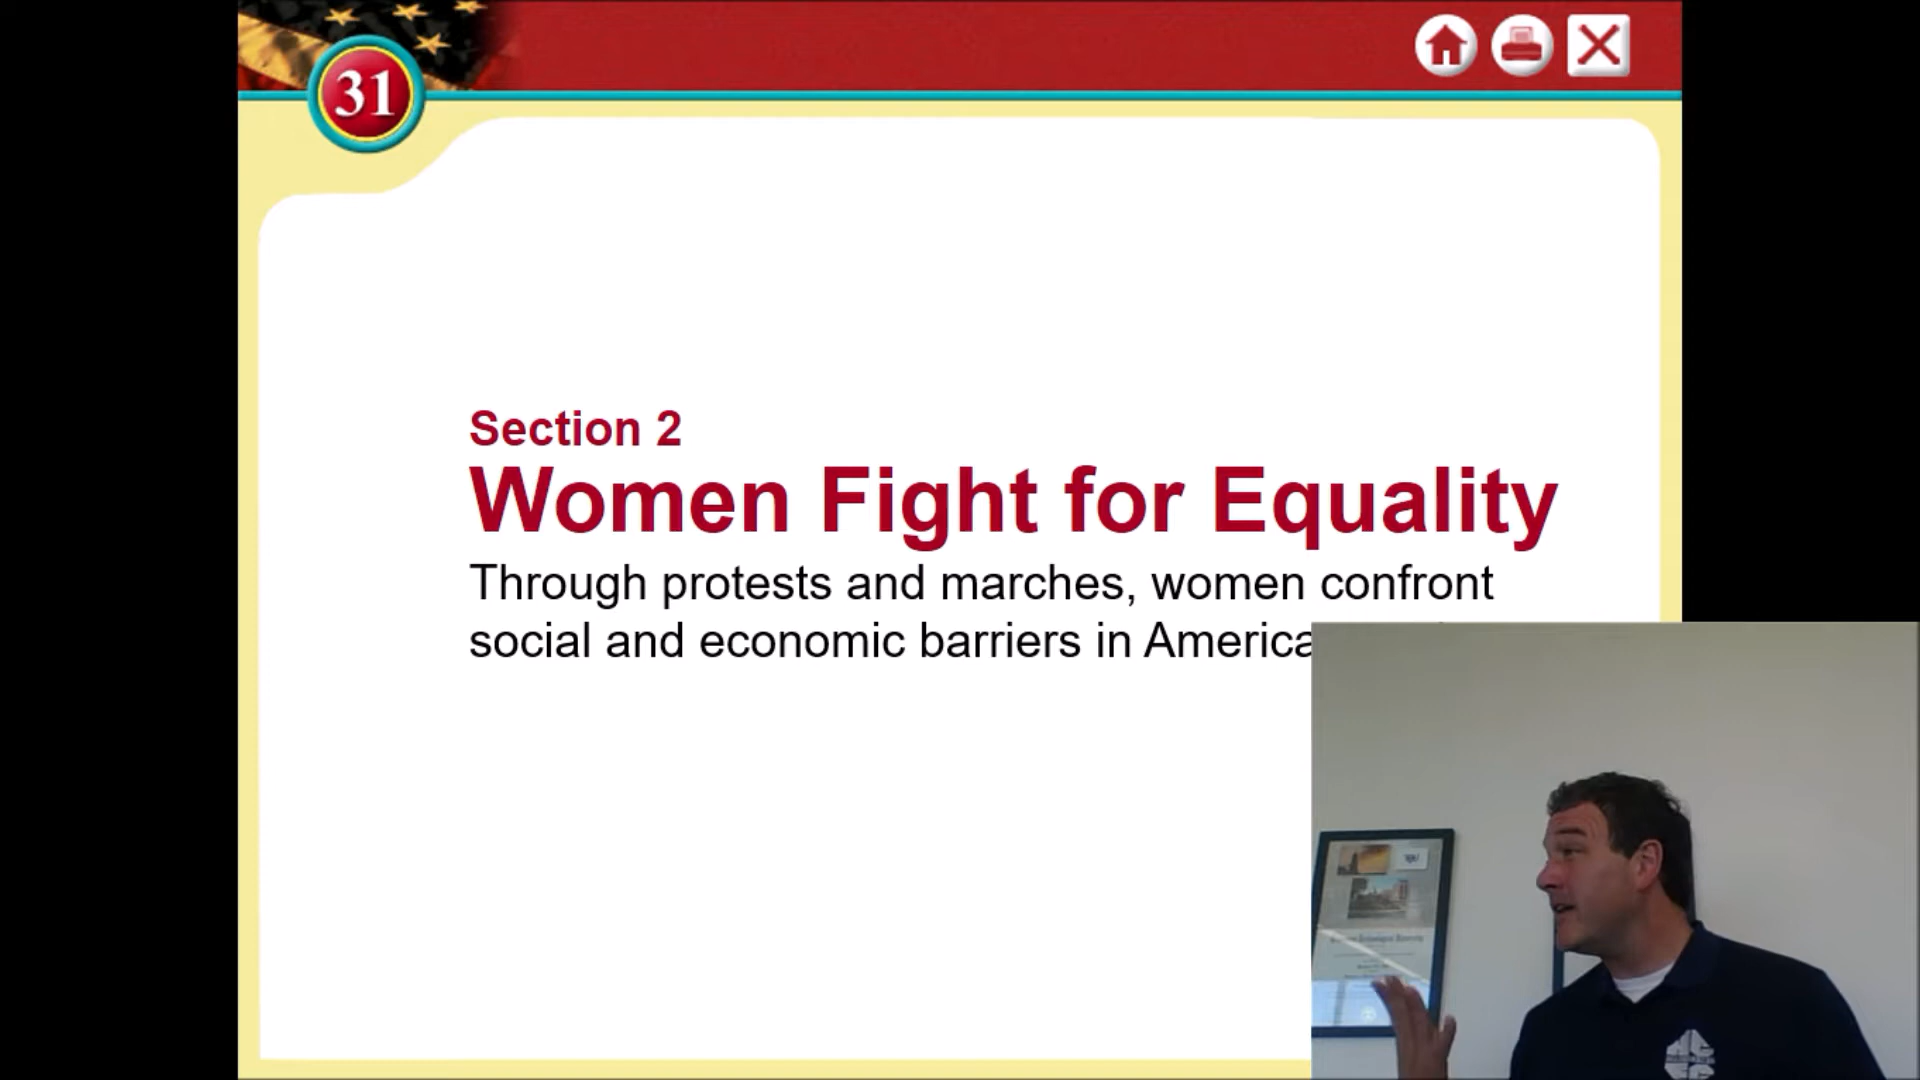 31
Section 2
Women Fight for Equality
Through protests and marches, women confront
social and economic barriers in America